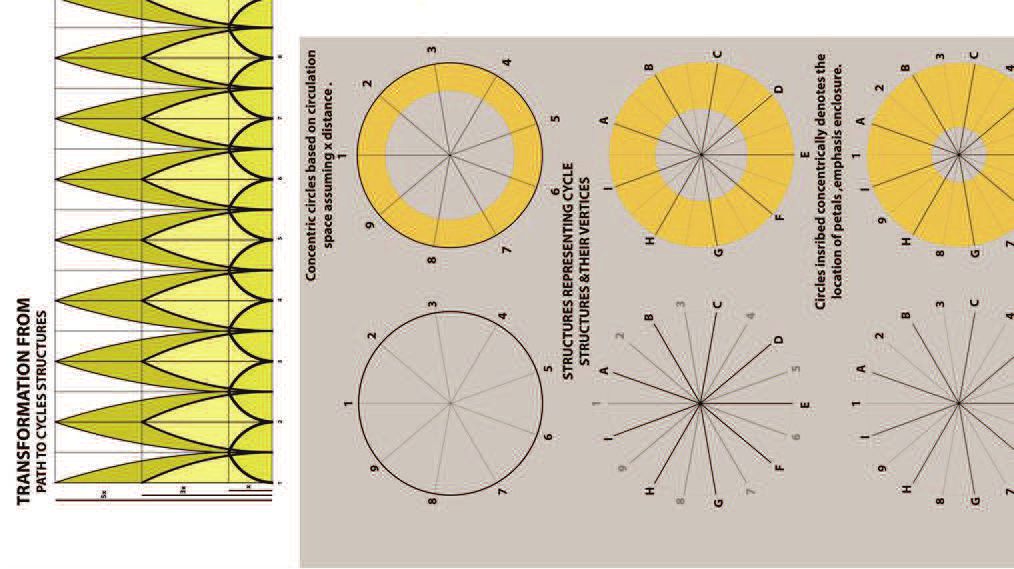 TRANSFORMATION FROM
PATH TO CYCLES STRUCTURES
5x
3x
x
1
2
3
4
5
6
7
8
Concentric circles based on circulation
space assuming x distance .
1
2
3
4
5
6
7
8
9
1
2
3
4
5
6
7
8
9
STRUCTURES REPRESENTING CYCLE
STRUCTURES &THEIR VERTICES
A
B
C
D
E
F
G
H
I
1
A
2
B
3
C
4
D
5
E
6
F
7
G
8
H
9
I
Circles insribed concentrically denotes the
location of petals ,emphasis enclosure.
1
A
2
B
3
C
4
7
G
8
H
9
I
1
A
2
B
3
C
4
7
G
8
H
9
I